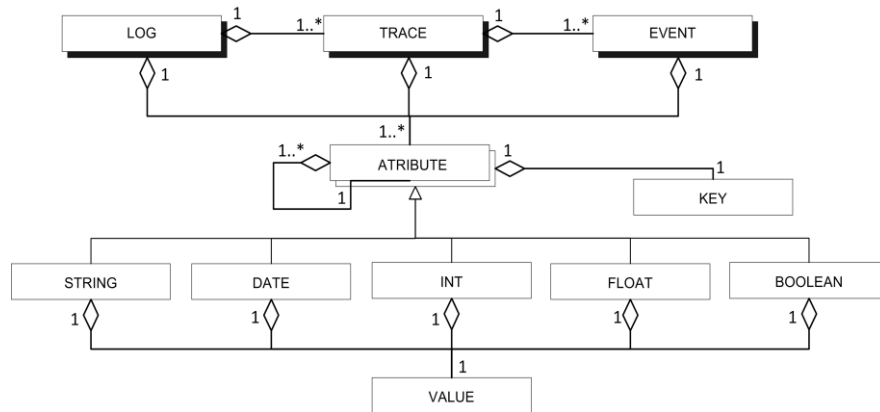 1
1..*
1
1..*
LOG
TRACE
EVENT
1
1
1
1..*
1..*
ATRIBUTE
1
1
1
KEY
STRING
DATE
INT
FLOAT
BOOLEAN
1
1
1
1
1
1
VALUE